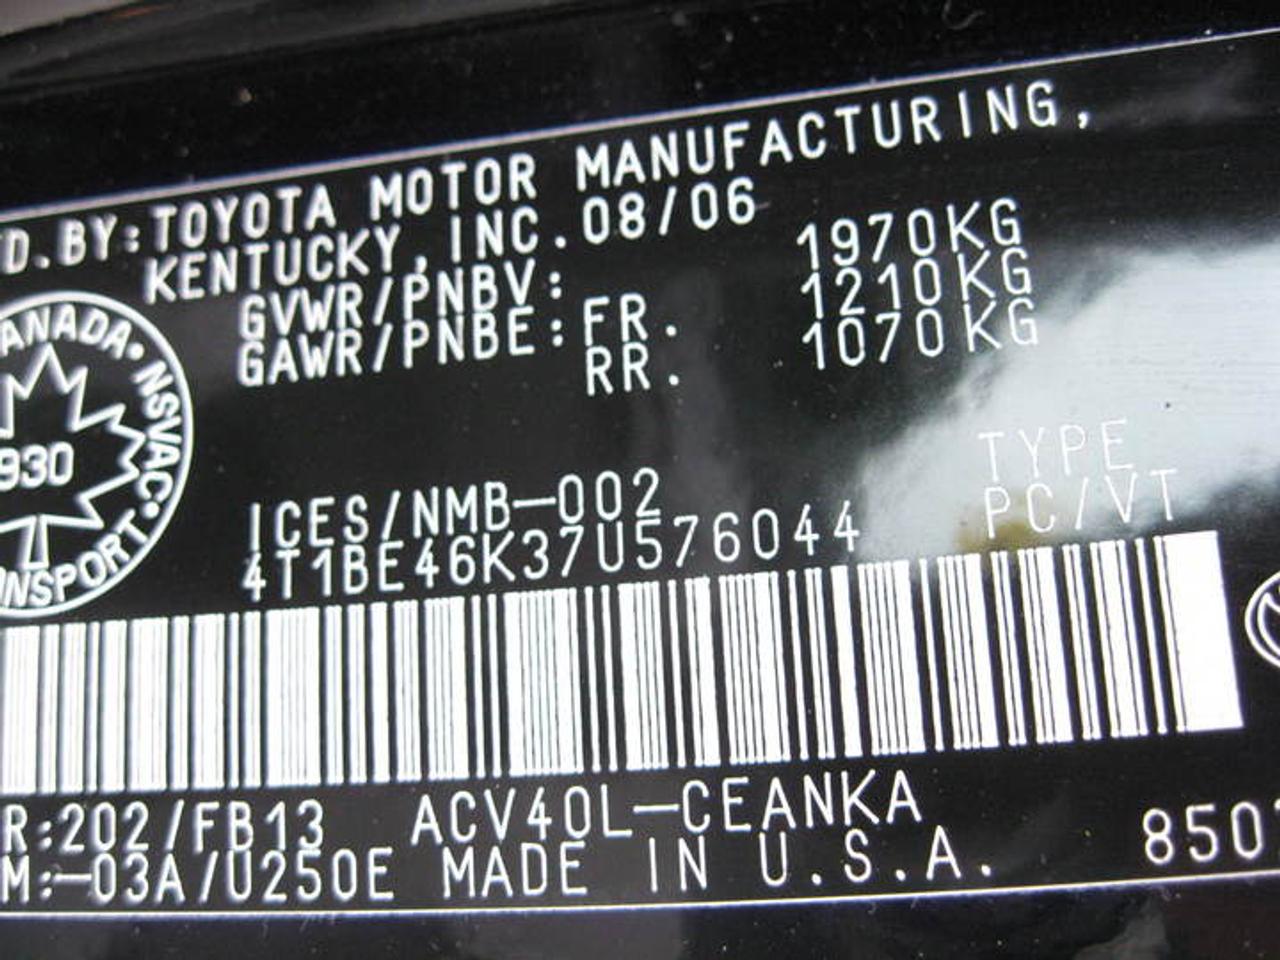 D.BY:TOYOTA MOTOR MANUFACTURING,
KENTUCKY, INC. 08/06
GVWR/PNBV: 1970KG
GAWR/PNBE:FR. 1210KG
RR. 1070KG
ANADA • NSVAC • NSPORT
930
TYPE
ICES/NMB-002
PC/VT
4T1BE46K37U576044
R:202/FB13 ACV40L-CEANKA
M:-03A/U250E MADE IN U.S.A.
850